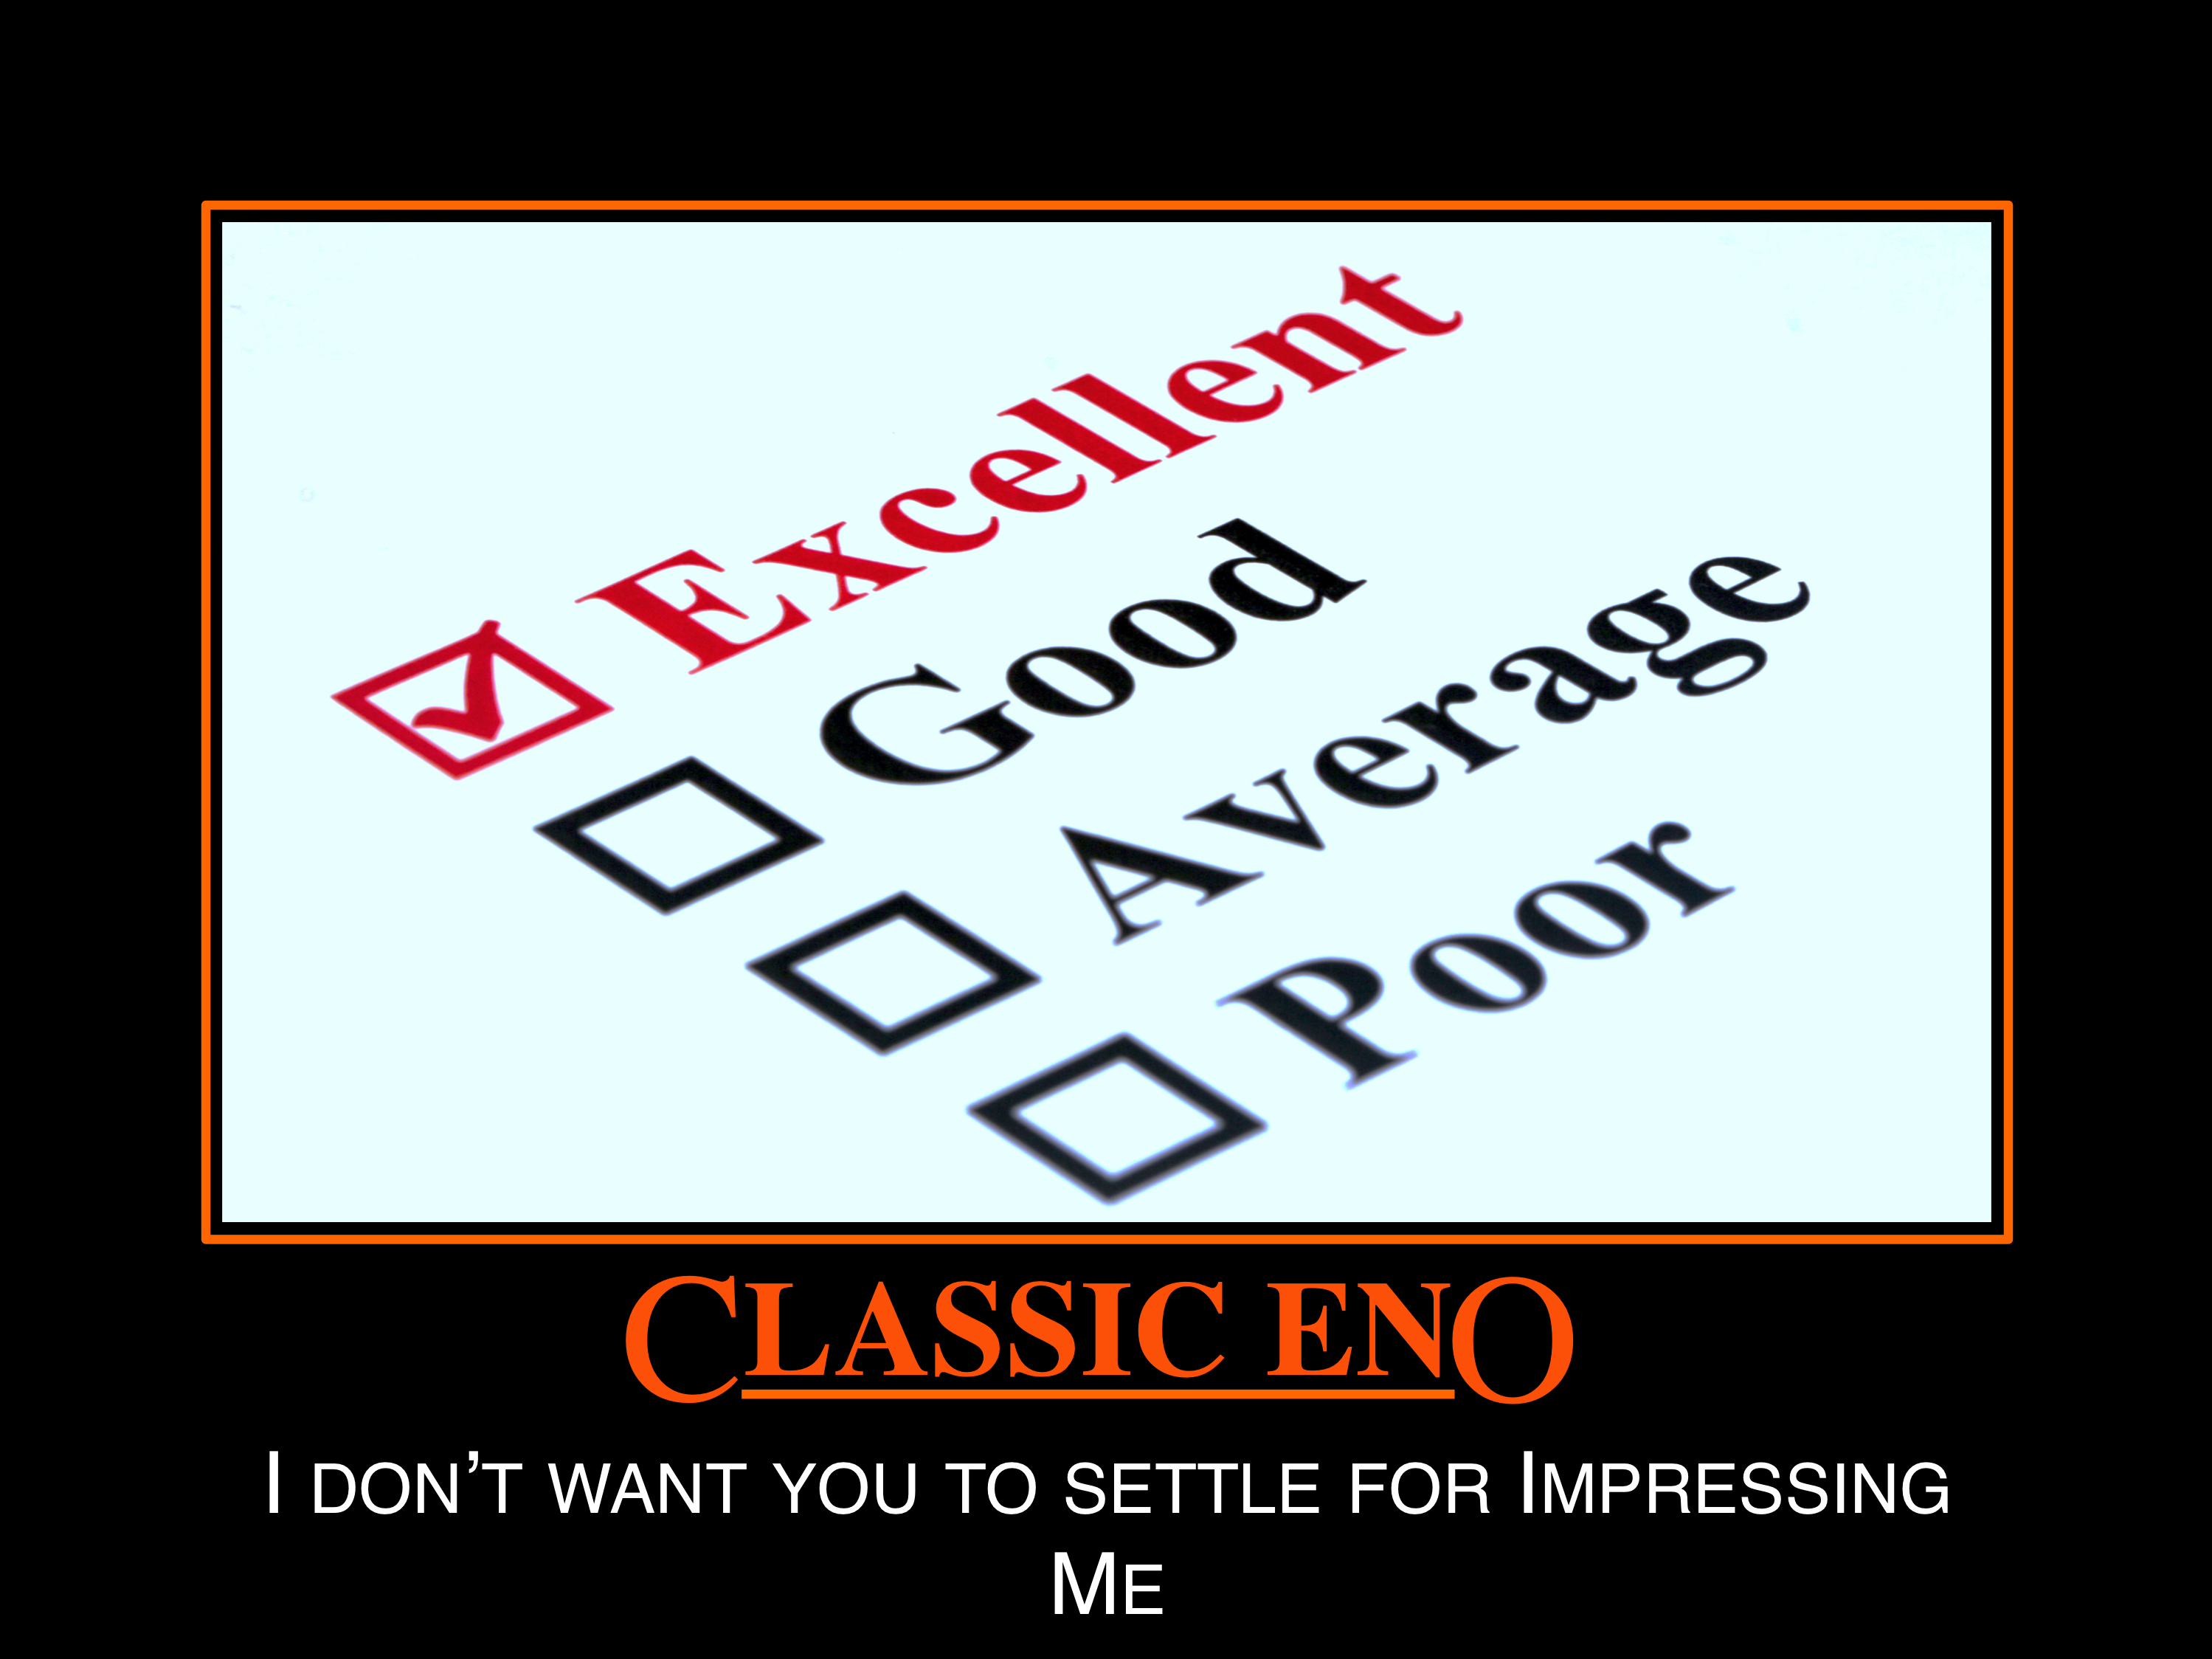 Excellent
Good
Average
Poor
CLASSIC ENO
I DON’T WANT YOU TO SETTLE FOR IMPRESSING
ME